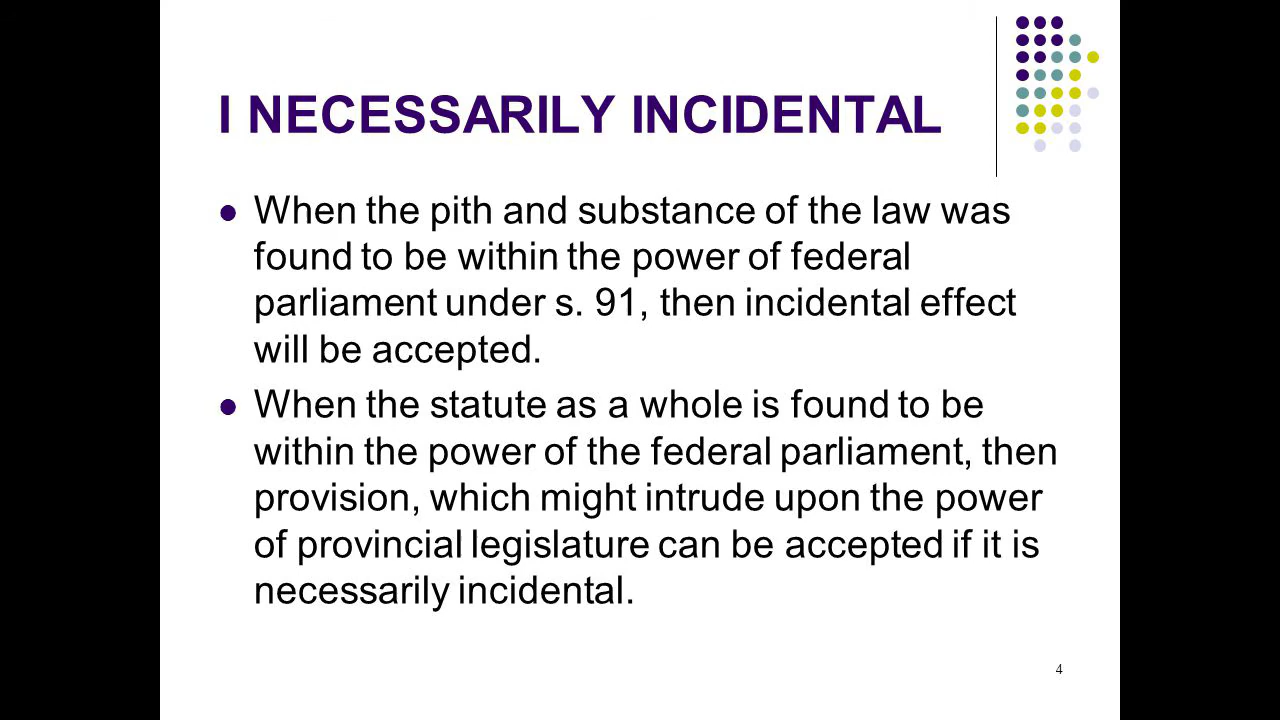 I NECESSARILY INCIDENTAL
When the pith and substance of the law was
found to be within the power of federal
parliament under s. 91, then incidental effect
will be accepted.
When the statute as a whole is found to be
within the power of the federal parliament, then
provision, which might intrude upon the power
of provincial legislature can be accepted if it is
necessarily incidental.
4